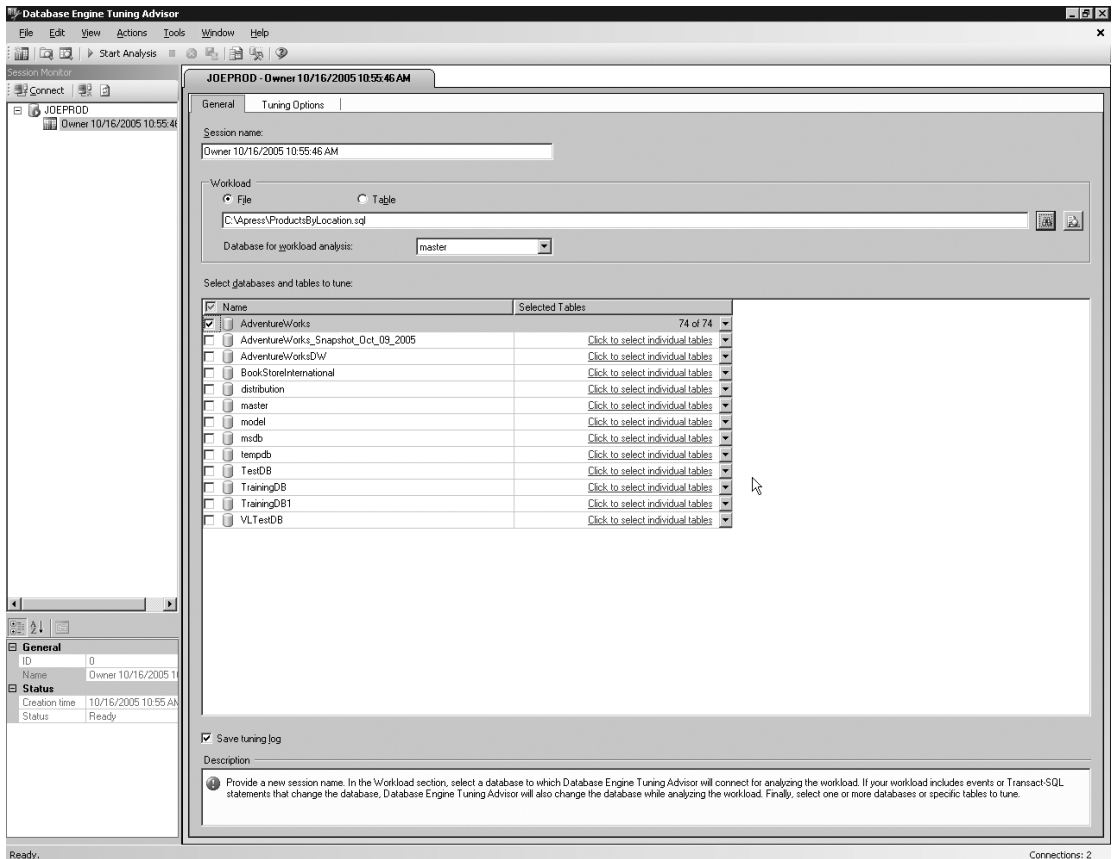 Database Engine Tuning Advisor
File Edit View Actions Tools Window Help
Start Analysis
Session Monitor
Connect
JOEPROD
Owner 10/16/2005 10:55:46
JOEPROD - Owner 10/16/2005 10:55:46 AM
General Tuning Options
Session name:
Owner 10/16/2005 10:55:46 AM
Workload
File Table
C:\Apress\ProductsByLocation.sql
Database for workload analysis: master
Select databases and tables to tune:
Name Selected Tables
AdventureWorks 74 of 74
AdventureWorks_Snapshot_Oct_09_2005 Click to select individual tables
AdventureWorksDW Click to select individual tables
BookStoreInternational Click to select individual tables
distribution Click to select individual tables
master Click to select individual tables
model Click to select individual tables
msdb Click to select individual tables
tempdb Click to select individual tables
TestDB Click to select individual tables
TrainingDB Click to select individual tables
TrainingDB1 Click to select individual tables
VLTestDB Click to select individual tables
General
ID 0
Name Owner 10/16/2005 10
Status
Creation time 10/16/2005 10:55 AM
Status Ready
Save tuning log
Description
Provide a new session name. In the Workload section, select a database to which Database Engine Tuning Advisor will connect for analyzing the workload. If your workload includes events or Transact-SQL
statements that change the database, Database Engine Tuning Advisor will also change the database while analyzing the workload. Finally, select one or more databases or specific tables to tune.
Ready. Connections: 2